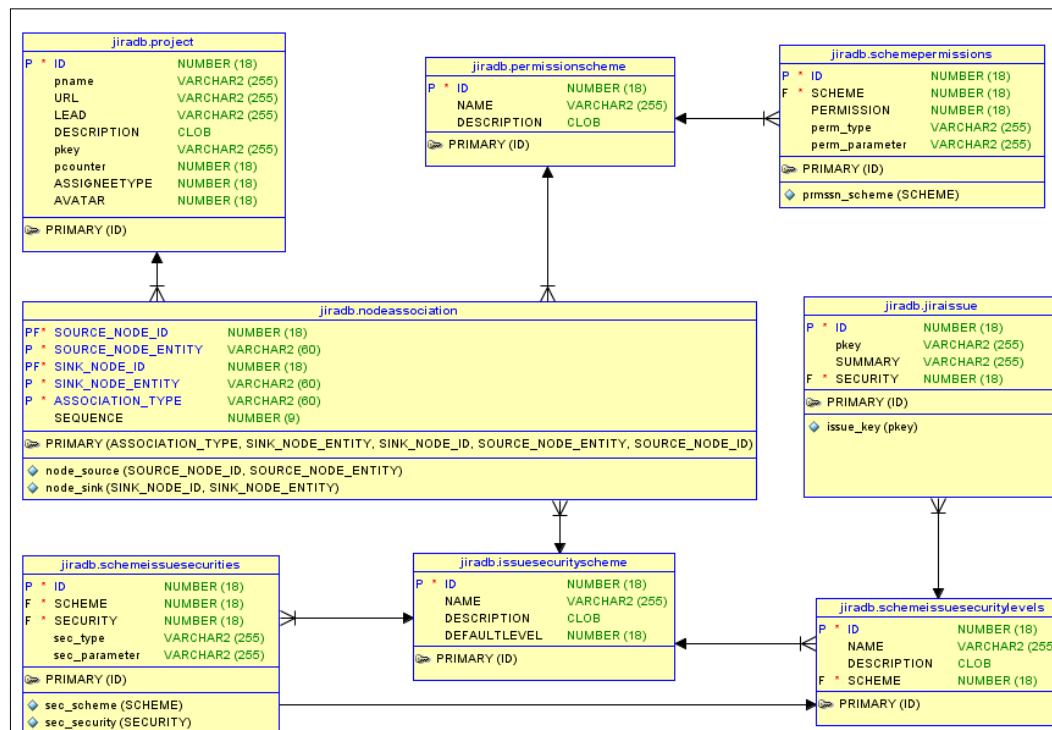 jiradb.project
P * ID NUMBER (18)
pname VARCHAR2 (255)
URL VARCHAR2 (255)
LEAD VARCHAR2 (255)
DESCRIPTION CLOB
pkey VARCHAR2 (255)
pcounter NUMBER (18)
ASSIGNEETYPE NUMBER (18)
AVATAR NUMBER (18)
PRIMARY (ID)
jiradb.permissionscheme
P * ID NUMBER (18)
NAME VARCHAR2 (255)
DESCRIPTION CLOB
PRIMARY (ID)
jiradb.schemepermissions
P * ID NUMBER (18)
F * SCHEME NUMBER (18)
PERMISSION NUMBER (18)
perm_type VARCHAR2 (255)
perm_parameter VARCHAR2 (255)
PRIMARY (ID)
prmssn_scheme (SCHEME)
jiradb.nodeassociation
PF* SOURCE_NODE_ID NUMBER (18)
P * SOURCE_NODE_ENTITY VARCHAR2 (60)
PF* SINK_NODE_ID NUMBER (18)
P * SINK_NODE_ENTITY VARCHAR2 (60)
P * ASSOCIATION_TYPE VARCHAR2 (60)
SEQUENCE NUMBER (9)
PRIMARY (ASSOCIATION_TYPE, SINK_NODE_ENTITY, SINK_NODE_ID, SOURCE_NODE_ENTITY, SOURCE_NODE_ID)
node_source (SOURCE_NODE_ID, SOURCE_NODE_ENTITY)
node_sink (SINK_NODE_ID, SINK_NODE_ENTITY)
jiradb.jiraissue
P * ID NUMBER (18)
pkey VARCHAR2 (255)
SUMMARY VARCHAR2 (255)
F * SECURITY NUMBER (18)
PRIMARY (ID)
issue_key (pkey)
jiradb.schemeissuesecurities
P * ID NUMBER (18)
F * SCHEME NUMBER (18)
F * SECURITY NUMBER (18)
sec_type VARCHAR2 (255)
sec_parameter VARCHAR2 (255)
PRIMARY (ID)
sec_scheme (SCHEME)
sec_security (SECURITY)
jiradb.issuesecurityscheme
P * ID NUMBER (18)
NAME VARCHAR2 (255)
DESCRIPTION CLOB
DEFAULTLEVEL NUMBER (18)
PRIMARY (ID)
jiradb.schemeissuesecuritylevels
P * ID NUMBER (18)
NAME VARCHAR2 (255)
DESCRIPTION CLOB
F * SCHEME NUMBER (18)
PRIMARY (ID)